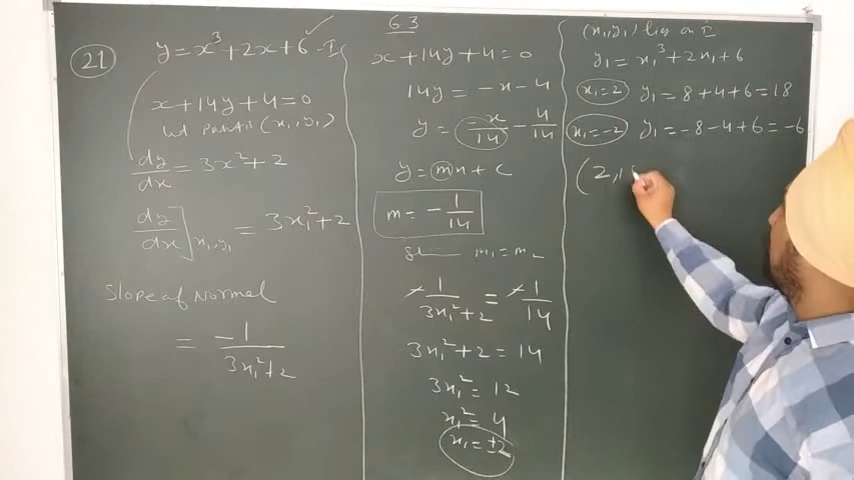 6.3
21
y = x³ + 2x + 6 - I
x + 14y + 4 = 0
let point is (x₁, y₁)
dy/dx = 3x² + 2
dy/dx]x₁,y₁ = 3x₁² + 2
Slope of Normal
= -1/(3x₁² + 2)
x + 14y + 4 = 0
14y = -x - 4
y = -x/14 - 4/14
y = mx + c
m = -1/14
m₁ = m₂
-1/(3x₁² + 2) = -1/14
3x₁² + 2 = 14
3x₁² = 12
x₁² = 4
x₁ = ±2
(x₁, y₁) lies on I
y₁ = x₁³ + 2x₁ + 6
x₁ = 2 y₁ = 8 + 4 + 6 = 18
x₁ = -2 y₁ = -8 - 4 + 6 = -6
(2, 1